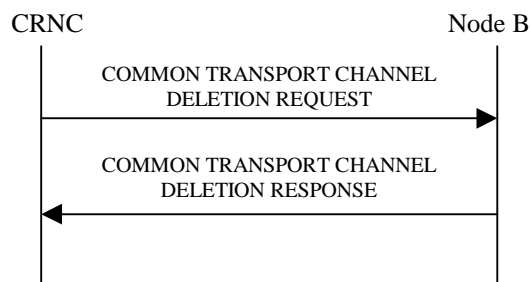 CRNC
Node B
COMMON TRANSPORT CHANNEL
DELETION REQUEST
COMMON TRANSPORT CHANNEL
DELETION RESPONSE